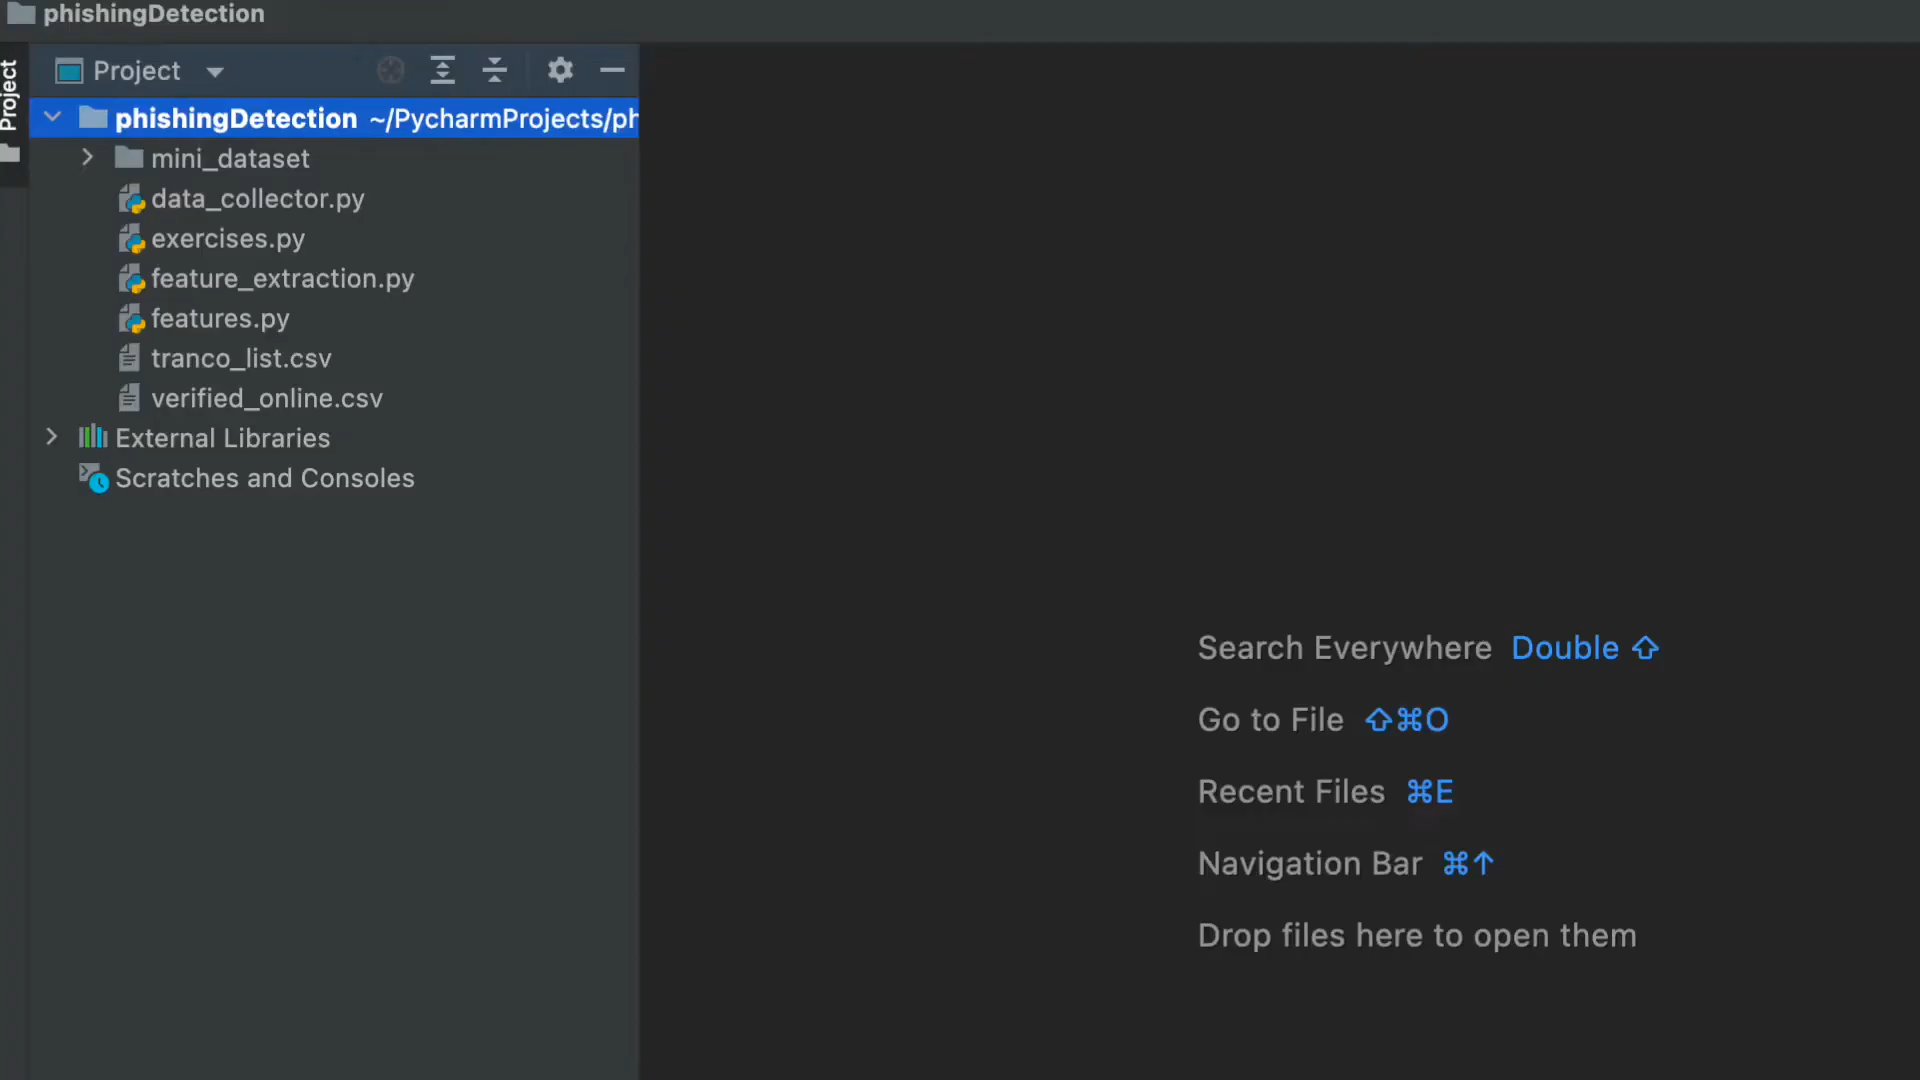 phishingDetection
Project
Project
phishingDetection ~/PycharmProjects/ph
mini_dataset
data_collector.py
exercises.py
feature_extraction.py
features.py
tranco_list.csv
verified_online.csv
External Libraries
Scratches and Consoles
Search Everywhere Double ⇧
Go to File ⇧⌘O
Recent Files ⌘E
Navigation Bar ⌘↑
Drop files here to open them